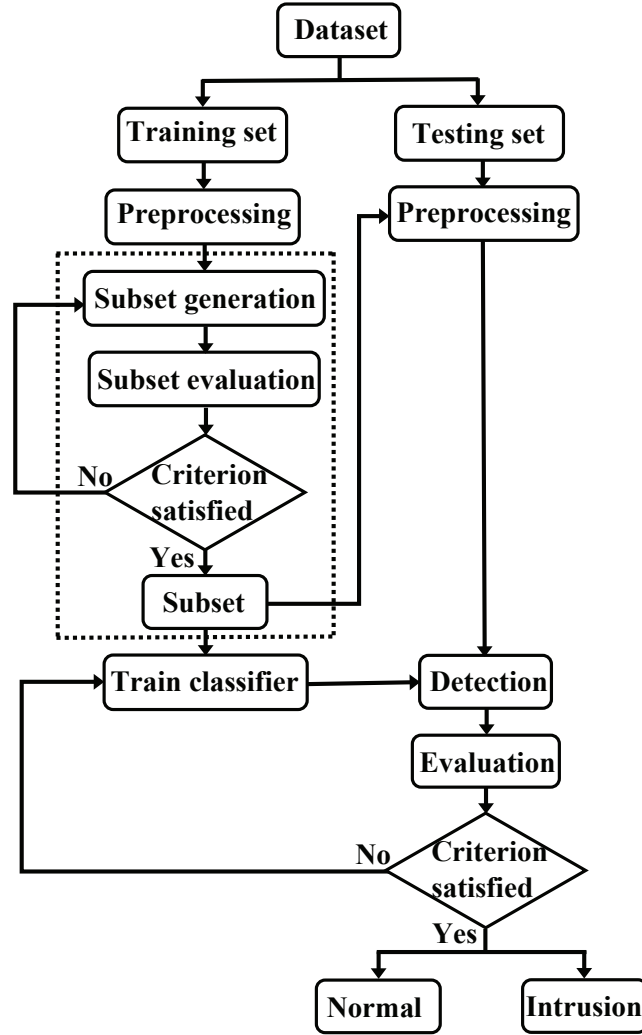 Dataset
Training set
Testing set
Preprocessing
Preprocessing
Subset generation
Subset evaluation
No
Criterion
satisfied
Yes
Subset
Train classifier
Detection
Evaluation
No
Criterion
satisfied
Yes
Normal
Intrusion